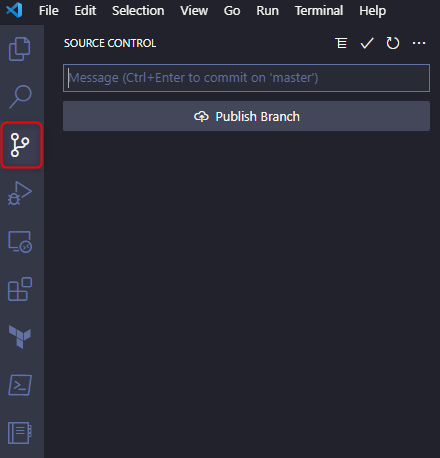 File Edit Selection View Go Run Terminal Help
SOURCE CONTROL
Message (Ctrl+Enter to commit on 'master')
Publish Branch